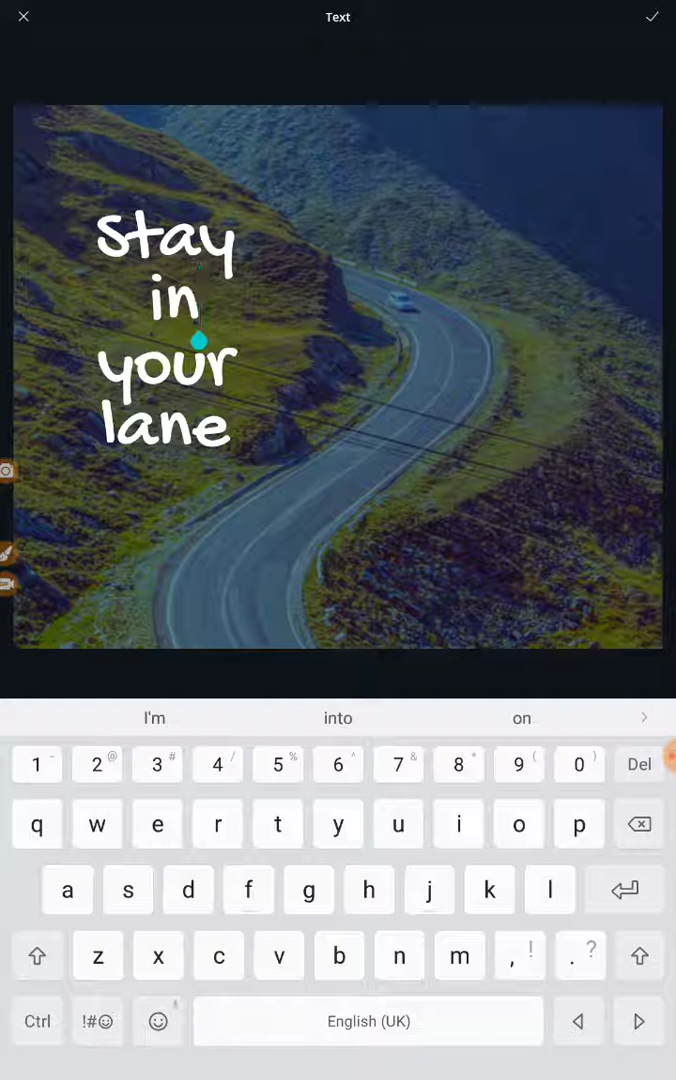 Text
stay
in
your
lane
I'm into on
1 - 2 @ 3 # 4 / 5 % 6 ^ 7 & 8 * 9 ( 0 ) Del
q w e r t y u i o p
a s d f g h j k l
z x c v b n m , ! . ?
Ctrl !#☺ English (UK)